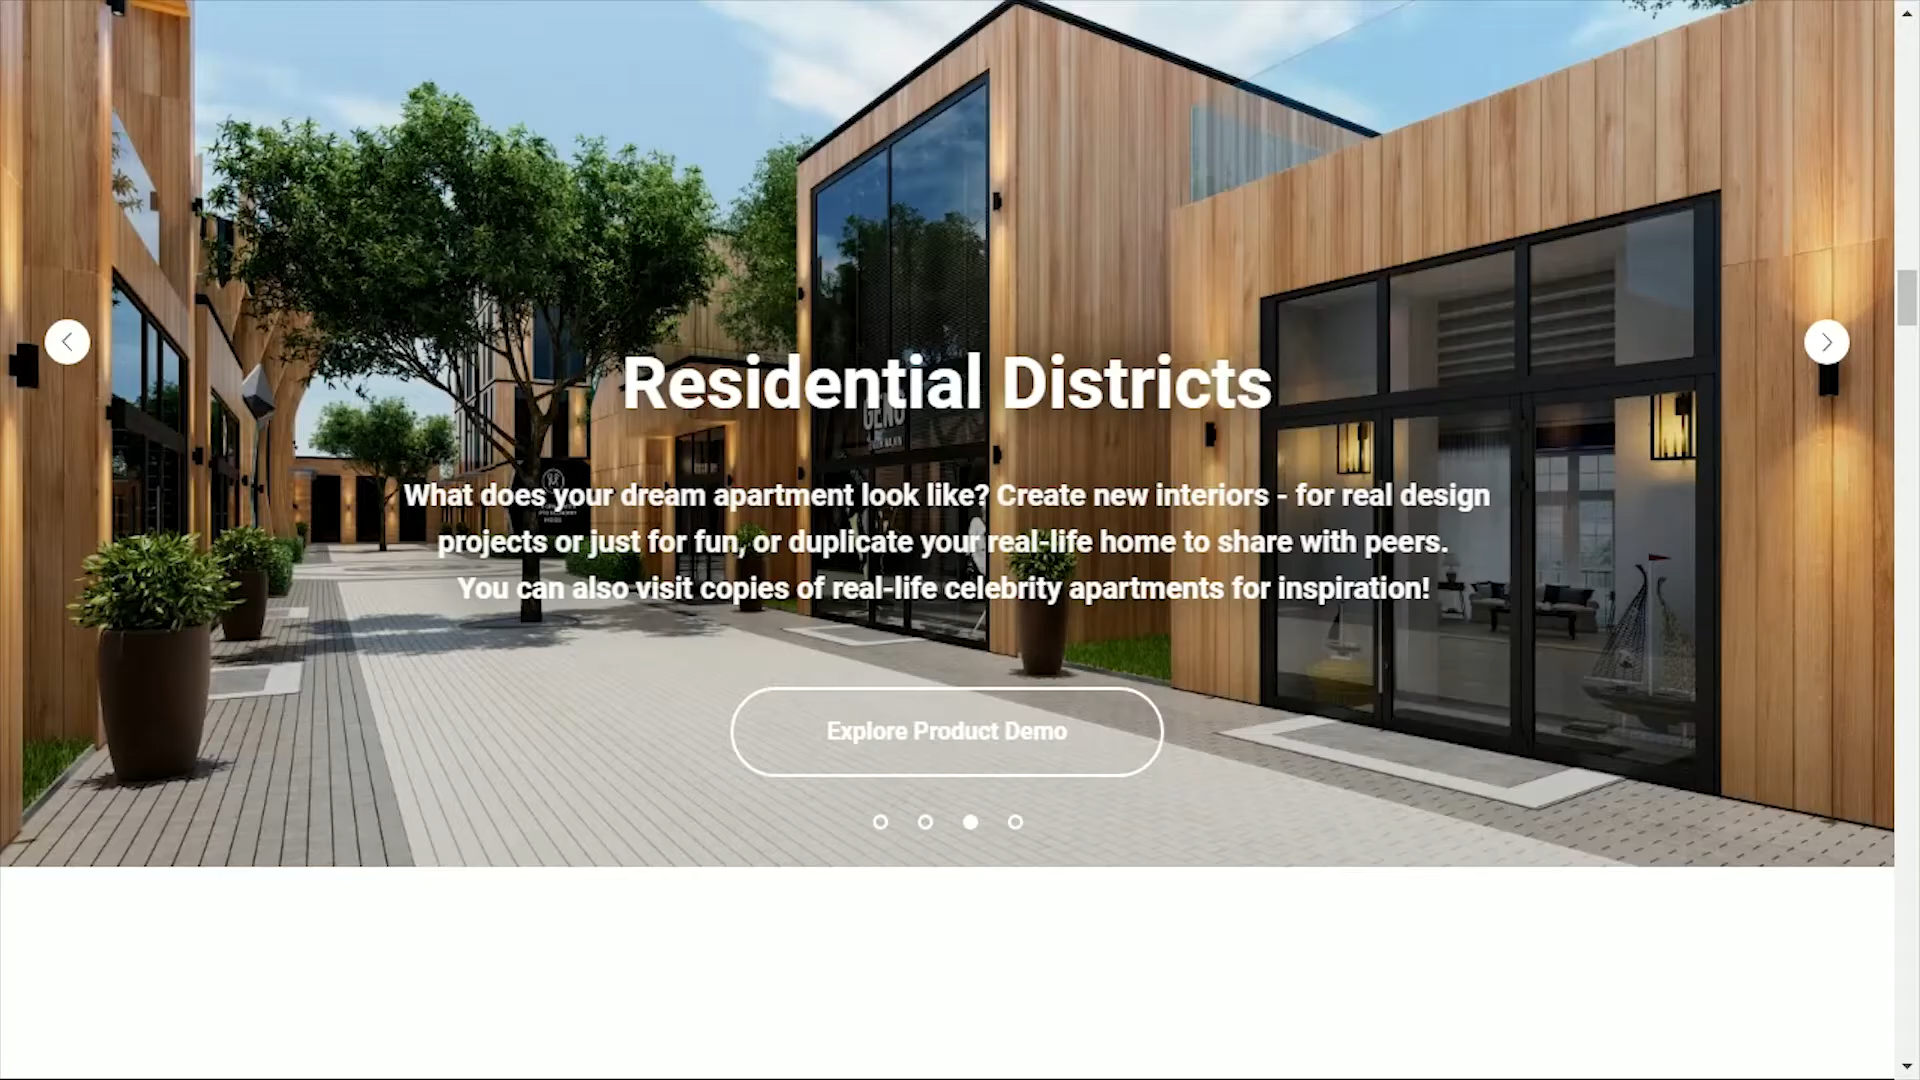 Residential Districts
What does your dream apartment look like? Create new interiors - for real design
projects or just for fun, or duplicate your real-life home to share with peers.
You can also visit copies of real-life celebrity apartments for inspiration!
Explore Product Demo